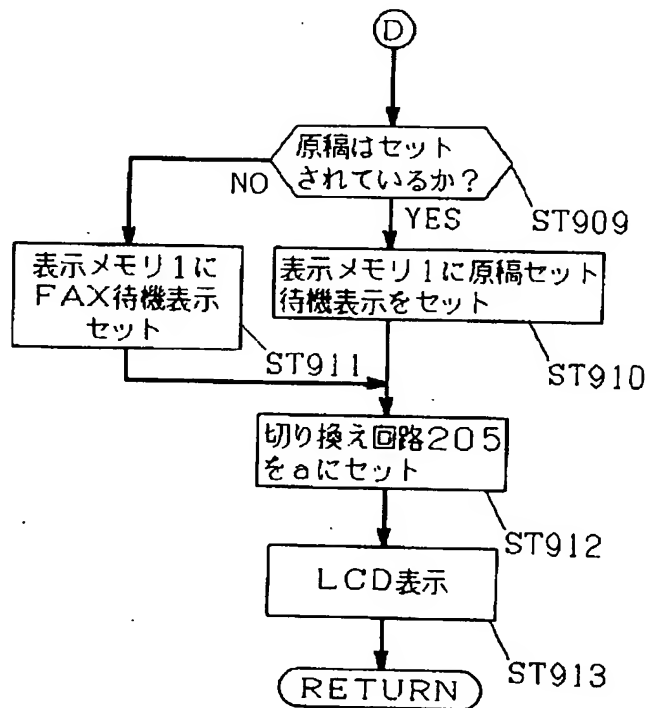 D
原稿はセット
されているか？
NO
YES
ST909
表示メモリ1に
FAX待機表示
セット
ST911
表示メモリ1に原稿セット
待機表示をセット
ST910
切り換え回路205
をaにセット
ST912
LCD表示
ST913
RETURN